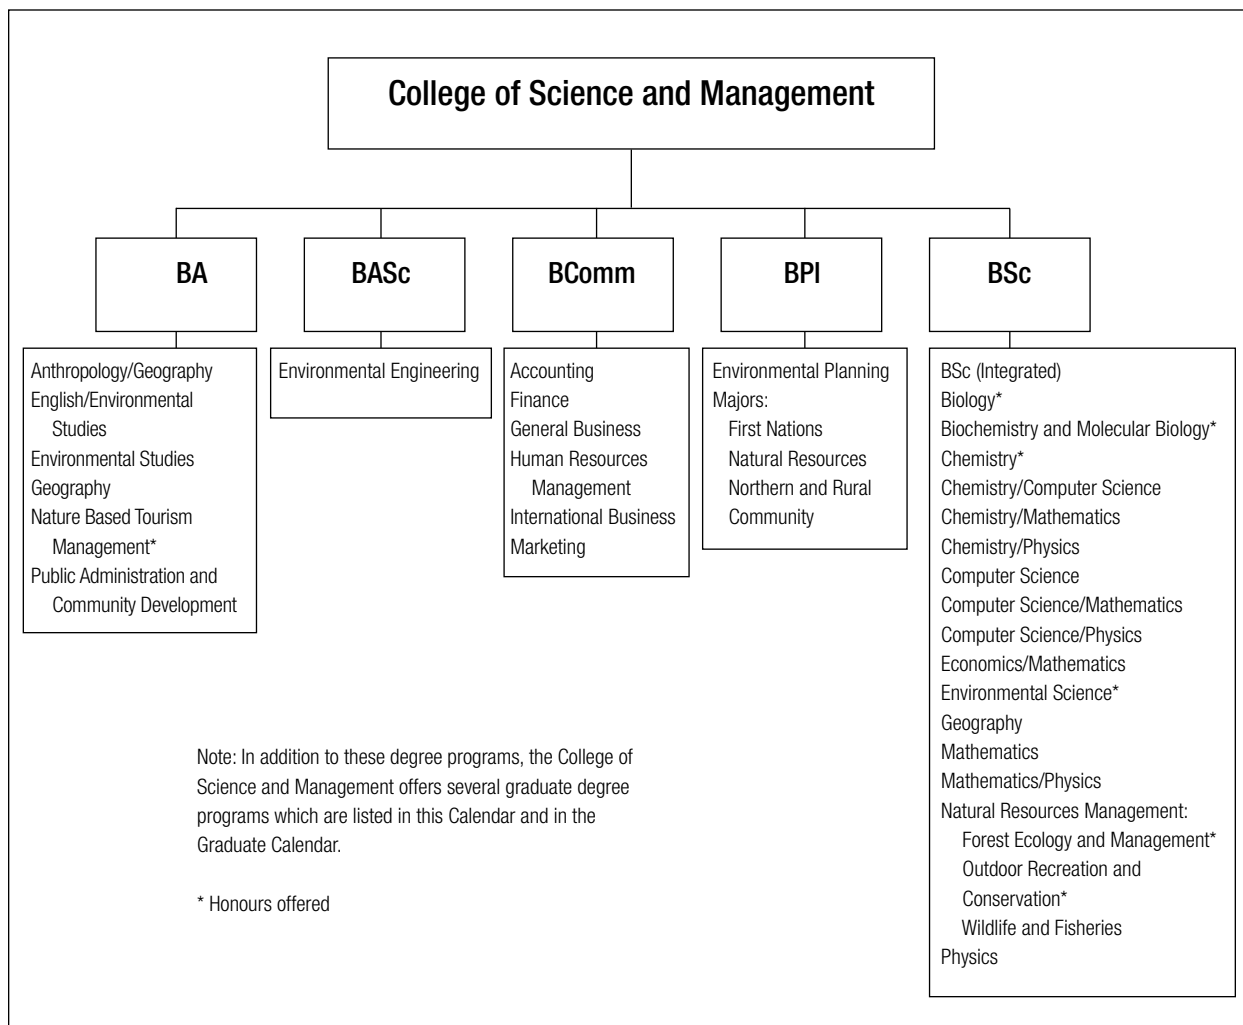 College of Science and Management
BA
BASc
BComm
BPl
BSc
Anthropology/Geography
English/Environmental
Studies
Environmental Studies
Geography
Nature Based Tourism
Management*
Public Administration and
Community Development
Environmental Engineering
Accounting
Finance
General Business
Human Resources
Management
International Business
Marketing
Environmental Planning
Majors:
First Nations
Natural Resources
Northern and Rural
Community
BSc (Integrated)
Biology*
Biochemistry and Molecular Biology*
Chemistry*
Chemistry/Computer Science
Chemistry/Mathematics
Chemistry/Physics
Computer Science
Computer Science/Mathematics
Computer Science/Physics
Economics/Mathematics
Environmental Science*
Geography
Mathematics
Mathematics/Physics
Natural Resources Management:
Forest Ecology and Management*
Outdoor Recreation and
Conservation*
Wildlife and Fisheries
Physics
Note: In addition to these degree programs, the College of
Science and Management offers several graduate degree
programs which are listed in this Calendar and in the
Graduate Calendar.
* Honours offered